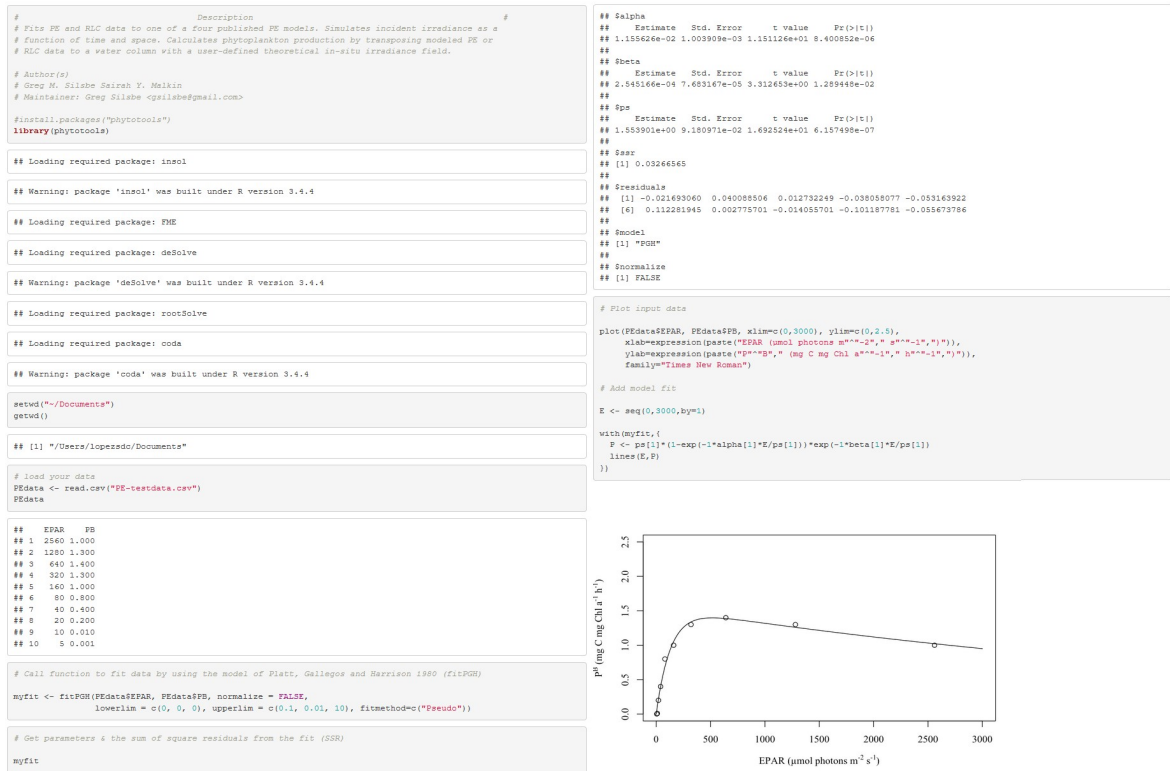 #                                        Description                                                            #
# Fits PE and RLC data to one of a four published PE models. Simulates incident irradiance as a
# function of time and space. Calculates phytoplankton production by transposing modeled PE or
# RLC data to a water column with a user-defined theoretical in-situ irradiance field.
# Author(s)
# Greg M. Silsbe Sairah Y. Malkin
# Maintainer: Greg Silsbe <gsilsbe@gmail.com>
#install.packages("phytotools")
library(phytotools)
## Loading required package: insol
## Warning: package 'insol' was built under R version 3.4.4
## Loading required package: FME
## Loading required package: deSolve
## Warning: package 'deSolve' was built under R version 3.4.4
## Loading required package: rootSolve
## Loading required package: coda
## Warning: package 'coda' was built under R version 3.4.4
setwd("~/Documents")
getwd()
## [1] "/Users/lopezsdc/Documents"
# load your data
PEdata <- read.csv("PE-testdata.csv")
PEdata
##    EPAR    PB
## 1  2560 1.000
## 2  1280 1.300
## 3   640 1.400
## 4   320 1.300
## 5   160 1.000
## 6    80 0.800
## 7    40 0.400
## 8    20 0.200
## 9    10 0.010
## 10    5 0.001
# Call function to fit data by using the model of Platt, Gallegos and Harrison 1980 (fitPGH)
myfit <- fitPGH(PEdata$EPAR, PEdata$PB, normalize = FALSE,
lowerlim = c(0, 0, 0), upperlim = c(0.1, 0.01, 10), fitmethod=c("Pseudo"))
# Get parameters & the sum of square residuals from the fit (SSR)
myfit
## $alpha
##     Estimate   Std. Error      t value     Pr(>|t|)
## 1.155626e-02 1.003909e-03 1.151126e+01 8.400852e-06
##
## $beta
##     Estimate   Std. Error      t value     Pr(>|t|)
## 2.545166e-04 7.683167e-05 3.312653e+00 1.289448e-02
##
## $ps
##     Estimate   Std. Error      t value     Pr(>|t|)
## 1.553901e+00 9.180971e-02 1.692524e+01 6.157498e-07
##
## $ssr
## [1] 0.03266565
##
## $residuals
##  [1] -0.021693060  0.040088506  0.012732249 -0.038058077 -0.053163922
##  [6]  0.112281945  0.002775701 -0.014055701 -0.101187781 -0.055673786
##
## $model
## [1] "PGH"
##
## $normalize
## [1] FALSE
# Plot input data
plot(PEdata$EPAR, PEdata$PB, xlim=c(0,3000), ylim=c(0,2.5),
xlab=expression(paste("EPAR (µmol photons m"^"-2"," s"^"-1",")")),
ylab=expression(paste("P"^"B"," (mg C mg Chl a"^"-1"," h"^"-1",")")),
family="Times New Roman")
# Add model fit
E <- seq(0,3000,by=1)
with(myfit,{
P <- ps[1]*(1-exp(-1*alpha[1]*E/ps[1]))*exp(-1*beta[1]*E/ps[1])
lines(E,P)
})
P^B (mg C mg Chl a^-1 h^-1)
2.5
2.0
1.5
1.0
0.5
0.0
0 500 1000 1500 2000 2500 3000
EPAR (µmol photons m^-2 s^-1)